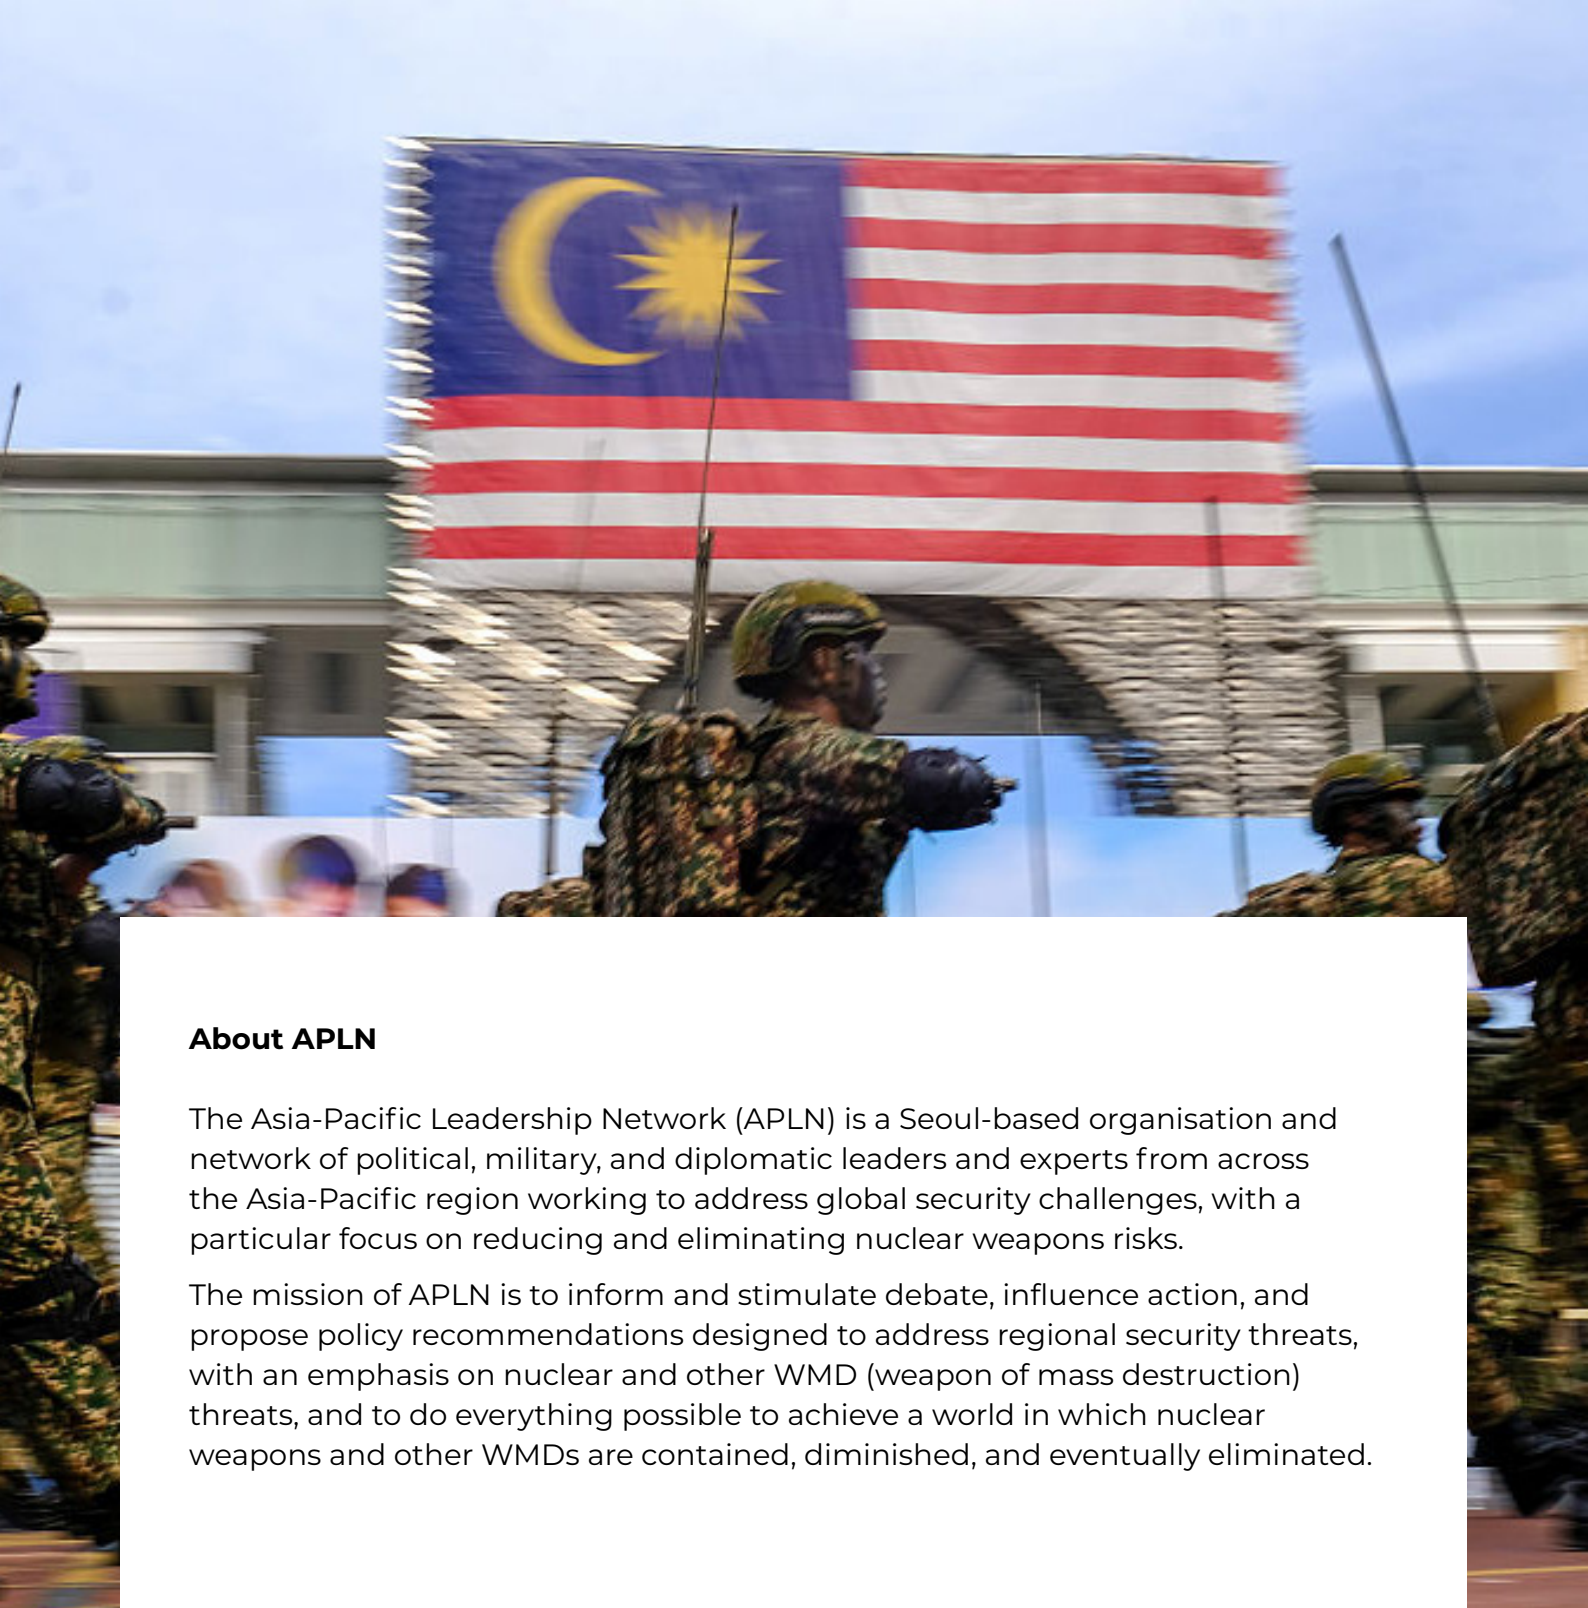 About APLN
The Asia-Pacific Leadership Network (APLN) is a Seoul-based organisation and
network of political, military, and diplomatic leaders and experts from across
the Asia-Pacific region working to address global security challenges, with a
particular focus on reducing and eliminating nuclear weapons risks.
The mission of APLN is to inform and stimulate debate, influence action, and
propose policy recommendations designed to address regional security threats,
with an emphasis on nuclear and other WMD (weapon of mass destruction)
threats, and to do everything possible to achieve a world in which nuclear
weapons and other WMDs are contained, diminished, and eventually eliminated.